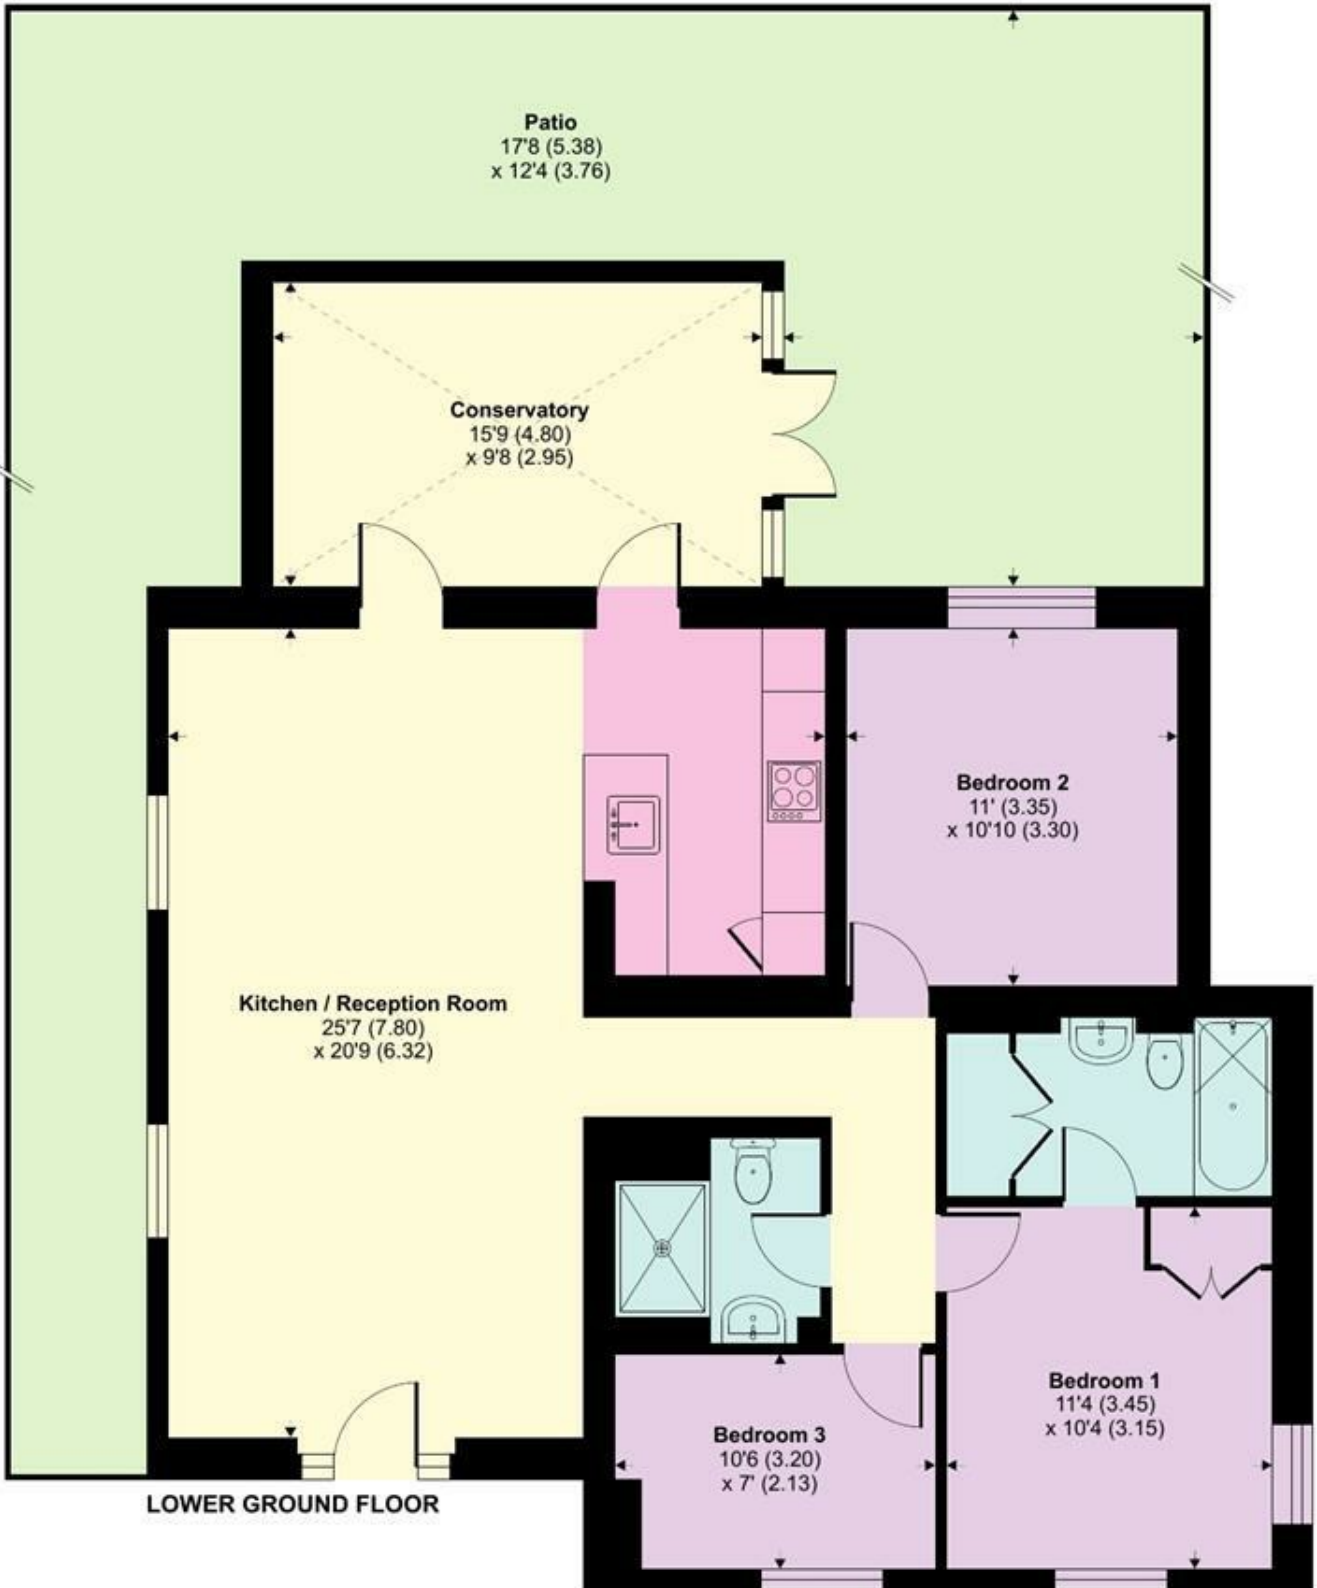 Patio
17'8 (5.38)
x 12'4 (3.76)
Conservatory
15'9 (4.80)
x 9'8 (2.95)
Bedroom 2
11' (3.35)
x 10'10 (3.30)
Kitchen / Reception Room
25'7 (7.80)
x 20'9 (6.32)
Bedroom 1
11'4 (3.45)
x 10'4 (3.15)
Bedroom 3
10'6 (3.20)
x 7' (2.13)
LOWER GROUND FLOOR